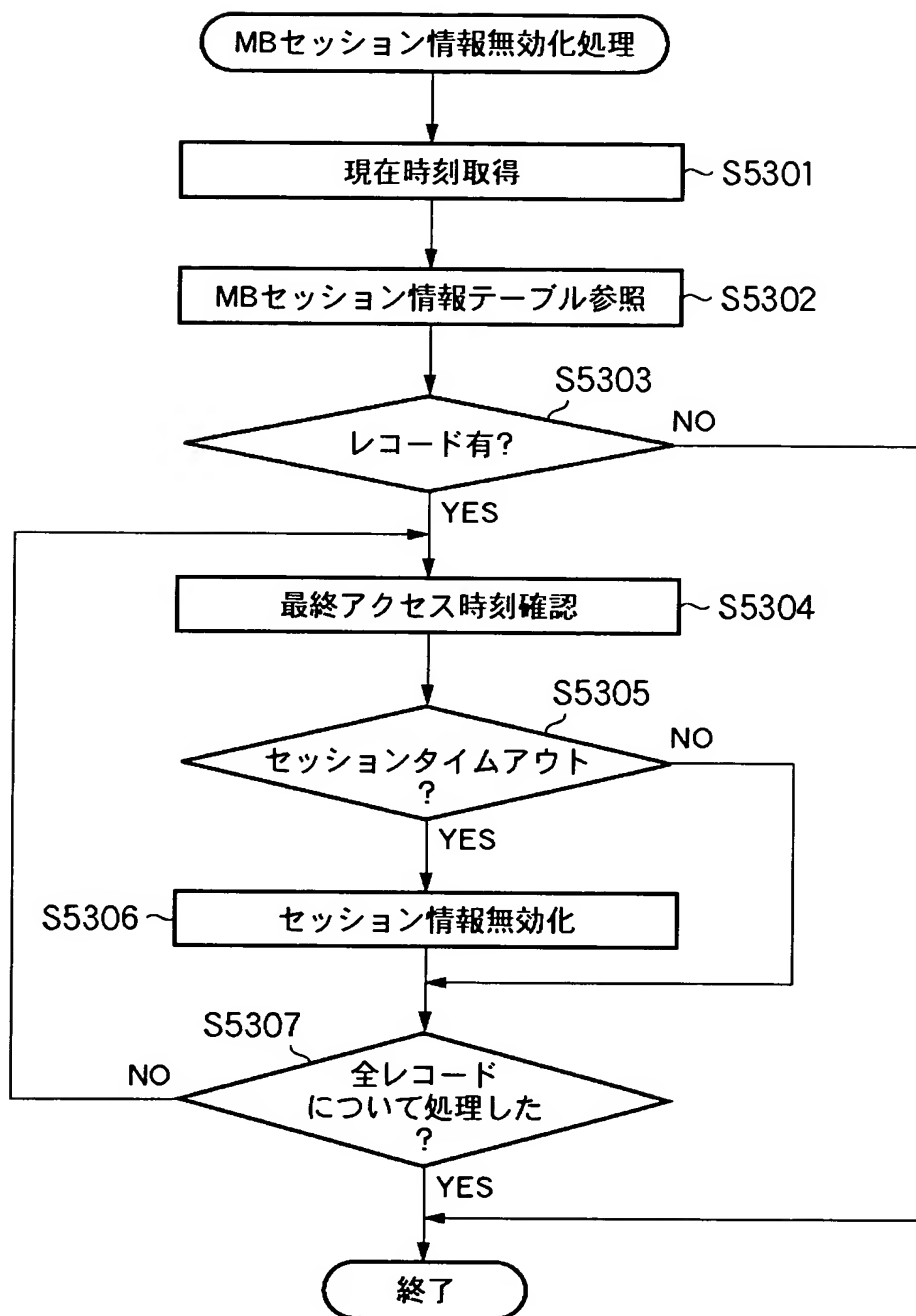 MBセッション情報無効化処理
現在時刻取得
S5301
MBセッション情報テーブル参照
S5302
S5303
レコード有?
NO
YES
最終アクセス時刻確認
S5304
S5305
セッションタイムアウト
?
NO
YES
S5306
セッション情報無効化
S5307
NO
全レコード
について処理した
?
YES
終了